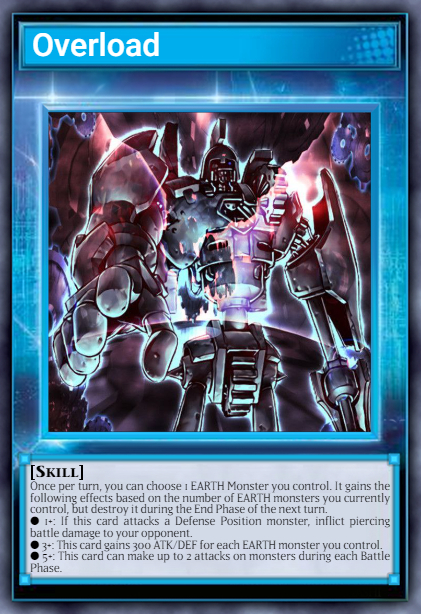 Overload
[SKILL]
Once per turn, you can choose 1 EARTH Monster you control. It gains the
following effects based on the number of EARTH monsters you currently
control, but destroy it during the End Phase of the next turn.
● 1+: If this card attacks a Defense Position monster, inflict piercing
battle damage to your opponent.
● 3+: This card gains 300 ATK/DEF for each EARTH monster you control.
● 5+: This card can make up to 2 attacks on monsters during each Battle
Phase.